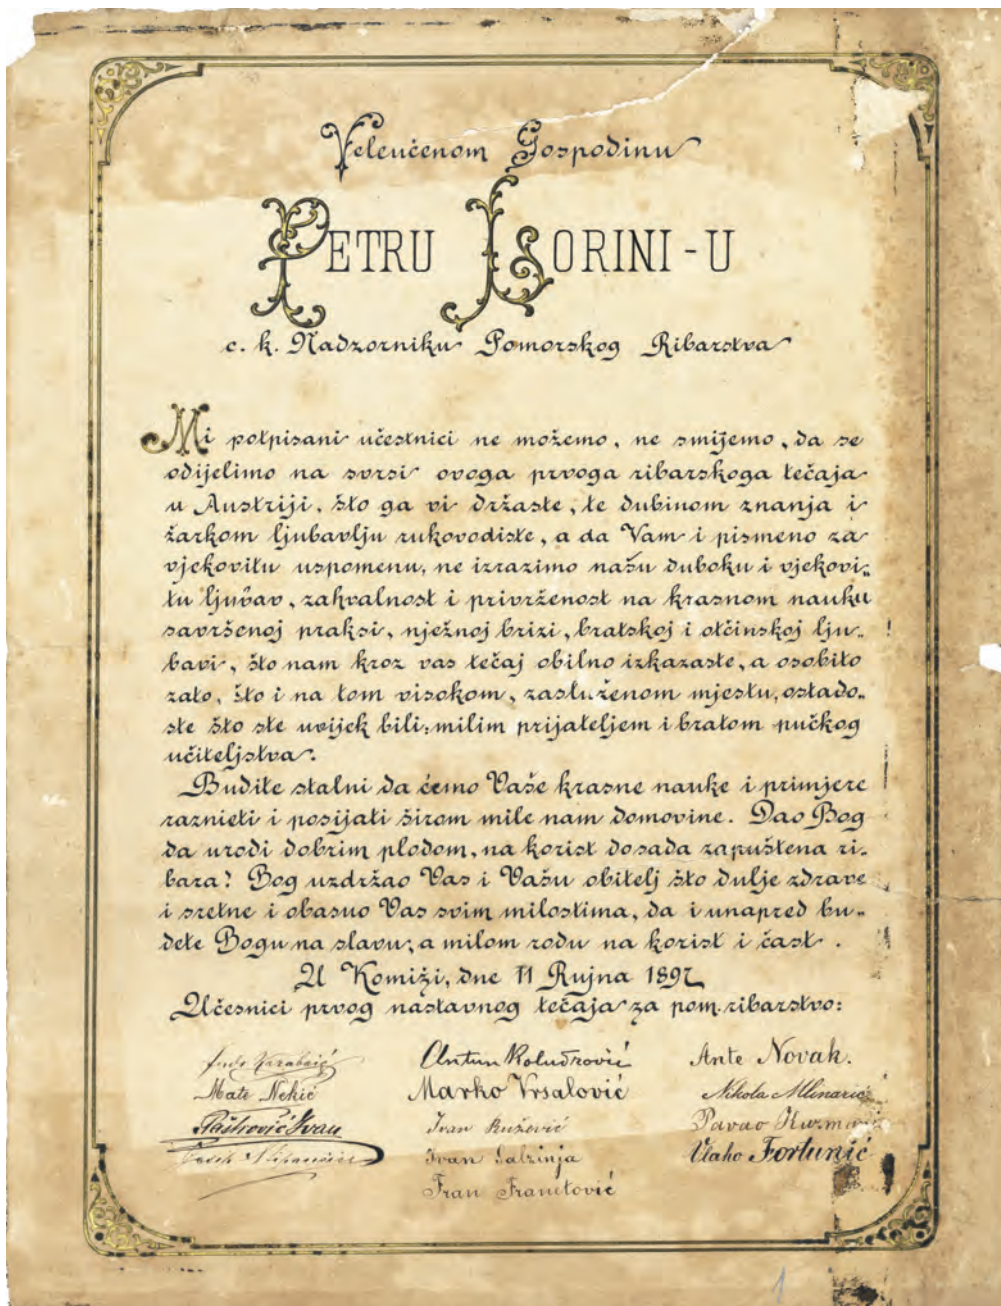 Veleučenom Gospodinu
PETRU LORINI-U
c. k. Nadzorniku Pomorskog Ribarstva
Mi potpisani učestnici ne možemo, ne smijemo, da se
odijelimo na svrsi ovoga prvoga ribarskoga tečaja
u Austriji, što ga vi držaste, te dubinom znanja i
žarkom ljubavlju rukovodiste, a da Vam i pismeno za
vjekovitu uspomenu, ne izrazimo našu duboku i vjekovi„
tu ljubav, zahvalnost i privrženost na krasnom nauku
savršenoj praksi, nježnoj brizi, bratskoj i otčinskoj lju„
bavi, što nam kroz vas tečaj obilno izkazaste, a osobito
zato, što i na tom visokom, zasluženom mjestu, ostado„
ste što ste uvijek bili: milim prijateljem i bratom pučkog
učiteljstva.
Budite stalni da ćemo Vaše krasne nauke i primjere
raznieti i posijati širom mile nam domovine. Dao Bog
da urodi dobrim plodom, na korist dosada zapuštena ri„
bara! Bog uzdržao Vas i Vašu obitelj što dulje zdrave
i sretne i obasuo Vas svim milostima, da i unapred bu„
dete Bogu na slavu, a milom rodu na korist i čast.
U Komiži, dne 11 Rujna 1897
Učesnici prvog nastavnog tečaja za pom. ribarstvo:
Antun Koludrović
Ante Novak.
Mate Nekić
Marko Vrsalović
Nikola Mlinarić
Paštrović Ivan
Ivan Ružević
Pavao
Ivan Salzinja
Vlaho Fortunić
Fran Franetović